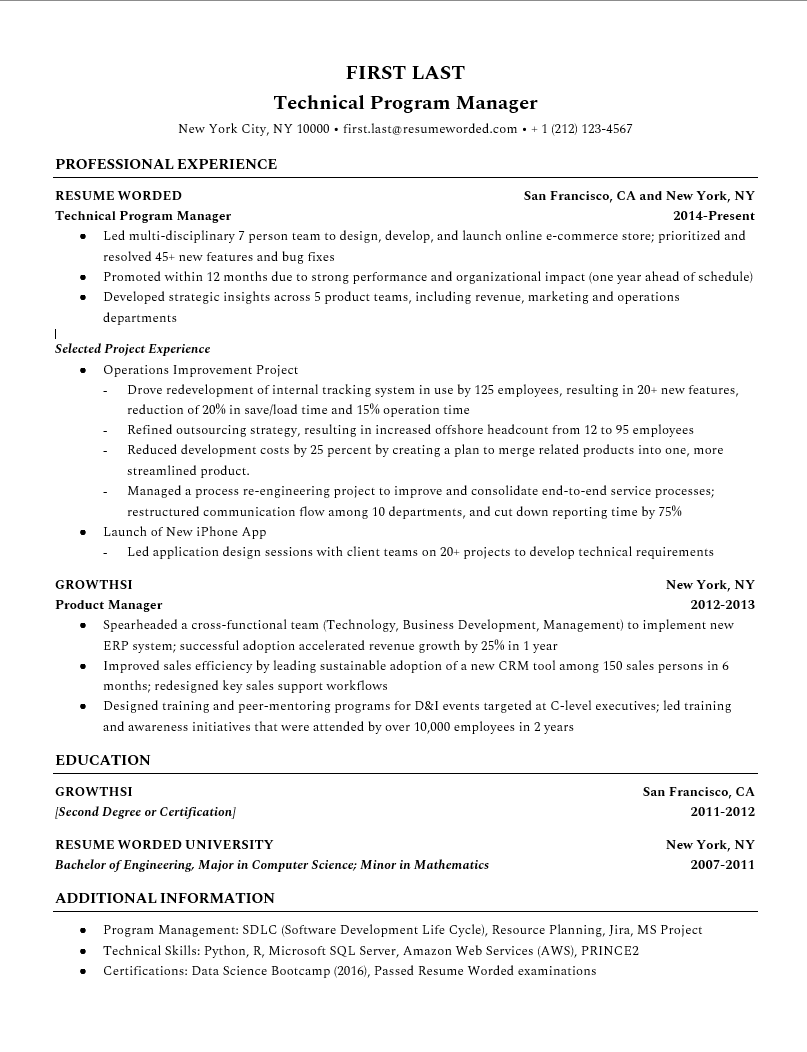 FIRST LAST
Technical Program Manager
New York City, NY 10000 • first.last@resumeworded.com • + 1 (212) 123-4567
PROFESSIONAL EXPERIENCE
RESUME WORDED San Francisco, CA and New York, NY
Technical Program Manager 2014-Present
● Led multi-disciplinary 7 person team to design, develop, and launch online e-commerce store; prioritized and
resolved 45+ new features and bug fixes
● Promoted within 12 months due to strong performance and organizational impact (one year ahead of schedule)
● Developed strategic insights across 5 product teams, including revenue, marketing and operations
departments
Selected Project Experience
● Operations Improvement Project
- Drove redevelopment of internal tracking system in use by 125 employees, resulting in 20+ new features,
reduction of 20% in save/load time and 15% operation time
- Refined outsourcing strategy, resulting in increased offshore headcount from 12 to 95 employees
- Reduced development costs by 25 percent by creating a plan to merge related products into one, more
streamlined product.
- Managed a process re-engineering project to improve and consolidate end-to-end service processes;
restructured communication flow among 10 departments, and cut down reporting time by 75%
● Launch of New iPhone App
- Led application design sessions with client teams on 20+ projects to develop technical requirements
GROWTHSI New York, NY
Product Manager 2012-2013
● Spearheaded a cross-functional team (Technology, Business Development, Management) to implement new
ERP system; successful adoption accelerated revenue growth by 25% in 1 year
● Improved sales efficiency by leading sustainable adoption of a new CRM tool among 150 sales persons in 6
months; redesigned key sales support workflows
● Designed training and peer-mentoring programs for D&I events targeted at C-level executives; led training
and awareness initiatives that were attended by over 10,000 employees in 2 years
EDUCATION
GROWTHSI San Francisco, CA
[Second Degree or Certification] 2011-2012
RESUME WORDED UNIVERSITY New York, NY
Bachelor of Engineering, Major in Computer Science; Minor in Mathematics 2007-2011
ADDITIONAL INFORMATION
● Program Management: SDLC (Software Development Life Cycle), Resource Planning, Jira, MS Project
● Technical Skills: Python, R, Microsoft SQL Server, Amazon Web Services (AWS), PRINCE2
● Certifications: Data Science Bootcamp (2016), Passed Resume Worded examinations